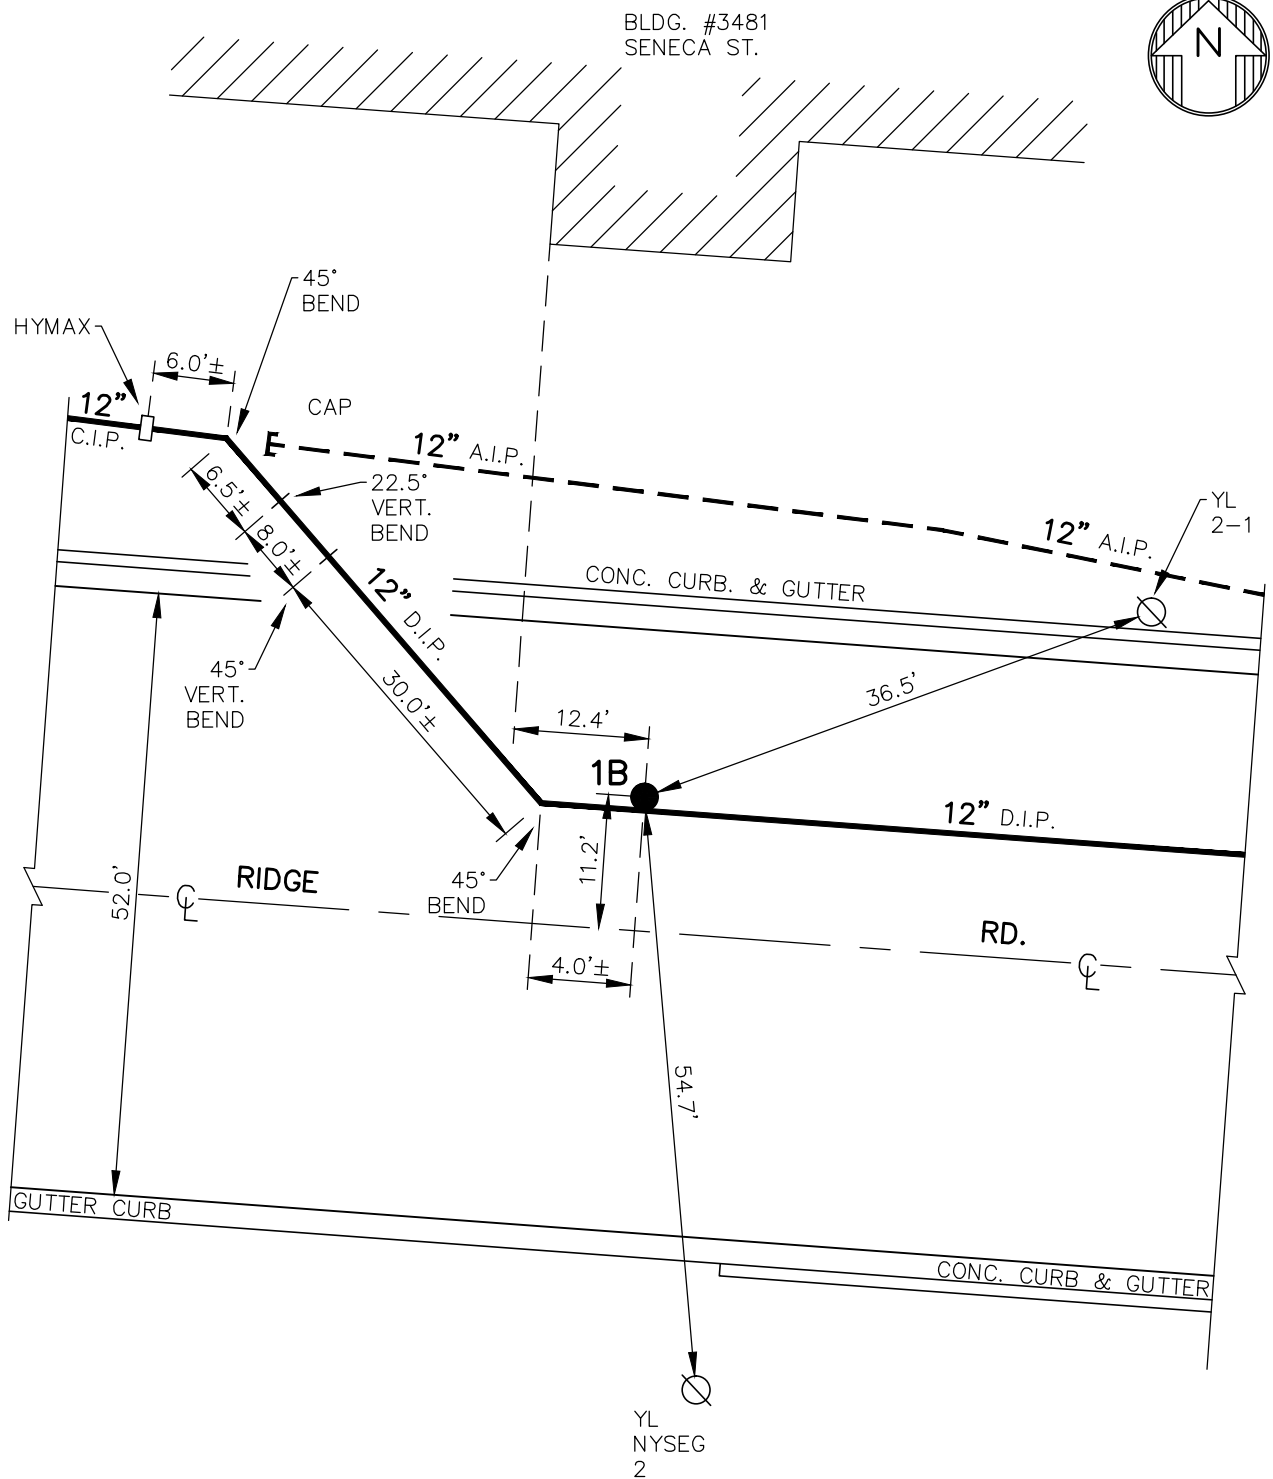 BLDG. #3481
SENECA ST.
N
45°
BEND
HYMAX
6.0'±
12"
C.I.P.
CAP
12" A.I.P.
22.5°
VERT.
BEND
6.5'±
8.0'±
YL
2-1
12" A.I.P.
CONC. CURB. & GUTTER
12" D.I.P.
45°
VERT.
BEND
30.0'±
36.5'
12.4'
1B
12" D.I.P.
11.2'
52.0'
RIDGE
45°
BEND
CL
RD.
CL
4.0'±
54.7'
GUTTER CURB
CONC. CURB & GUTTER
YL
NYSEG
2